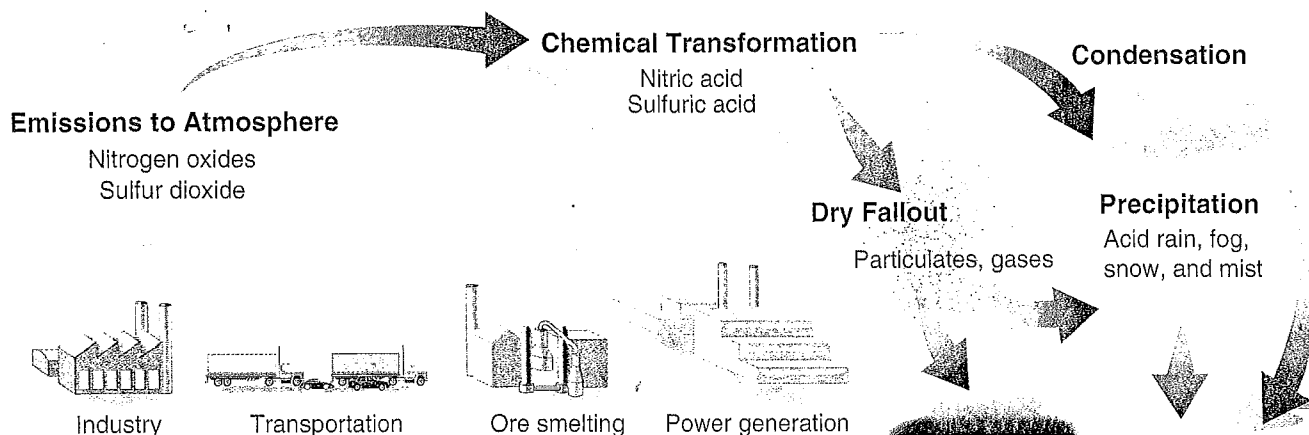 Chemical Transformation
Nitric acid
Sulfuric acid
Condensation
Emissions to Atmosphere
Nitrogen oxides
Sulfur dioxide
Dry Fallout
Particulates, gases
Precipitation
Acid rain, fog,
snow, and mist
Industry
Transportation
Ore smelting
Power generation